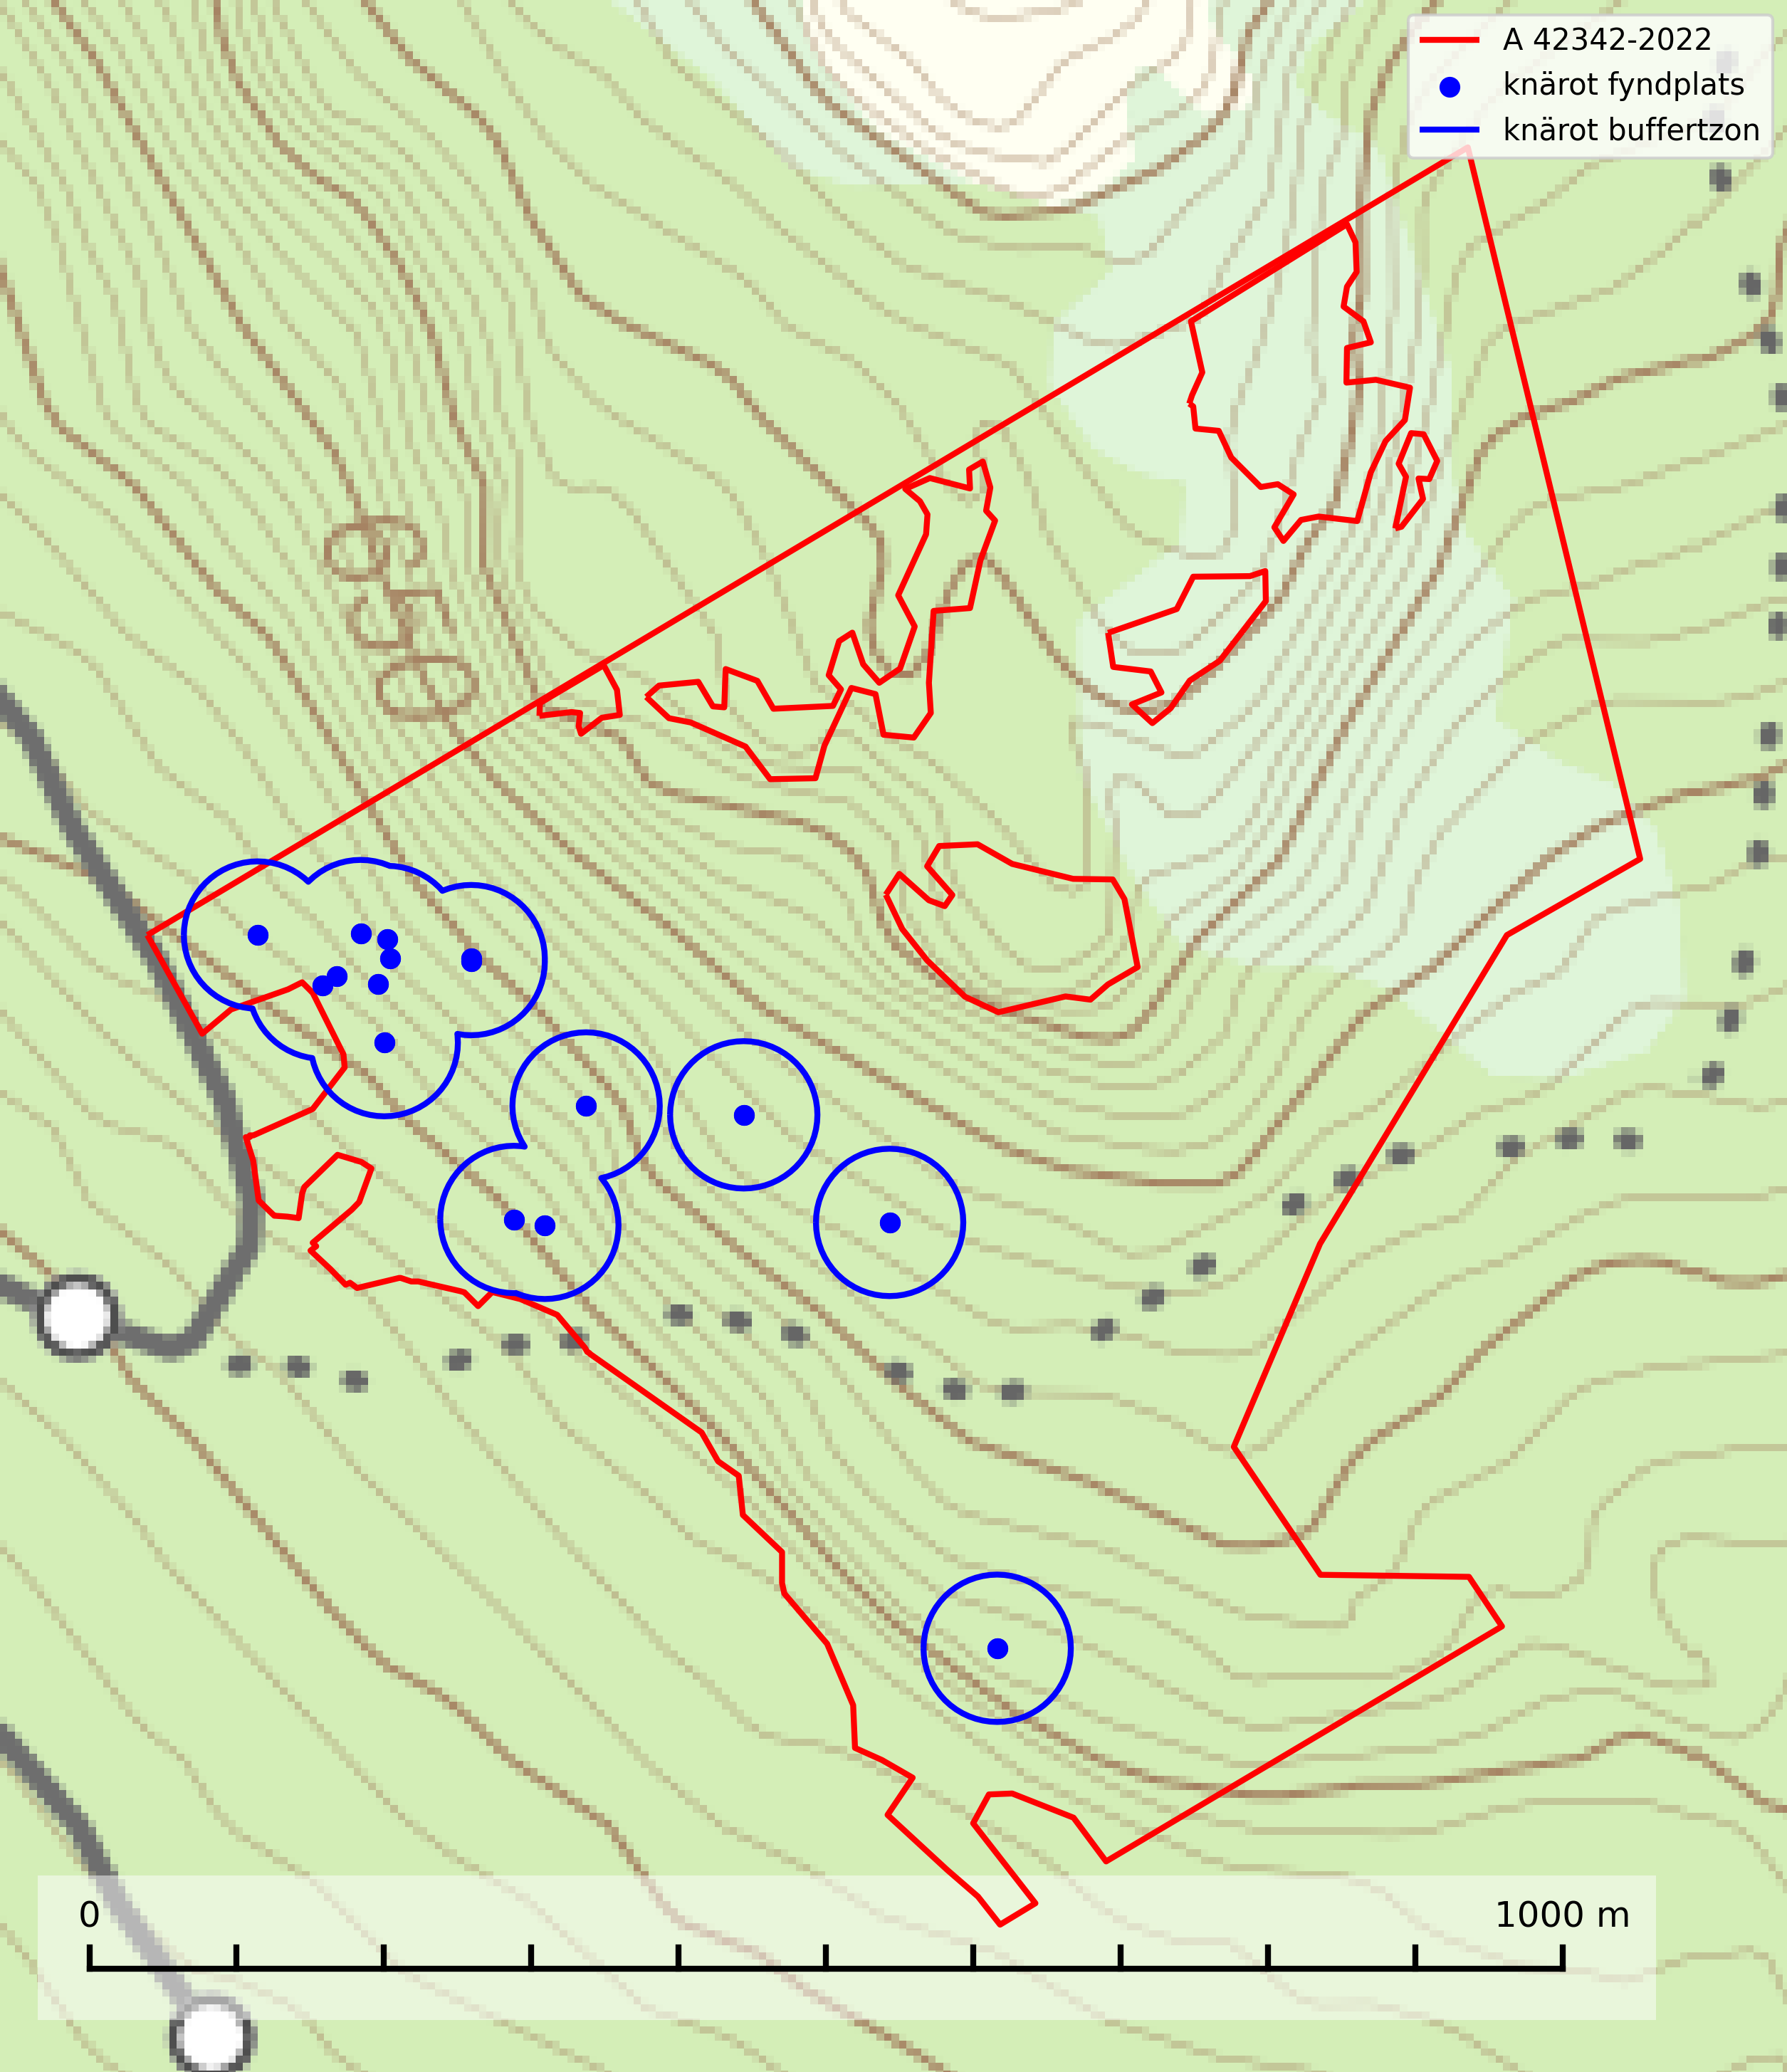 A 42342-2022
knärot fyndplats
knärot buffertzon
650
0
1000 m